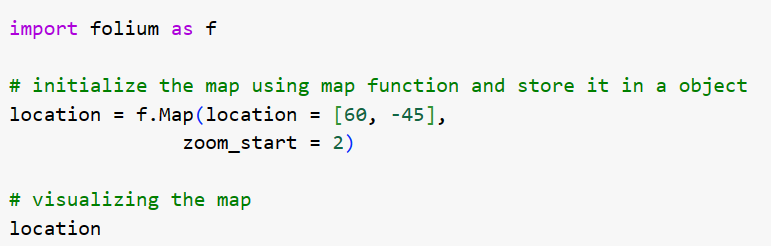 import folium as f
# initialize the map using map function and store it in a object
location = f.Map(location = [60, -45],
zoom_start = 2)
# visualizing the map
location